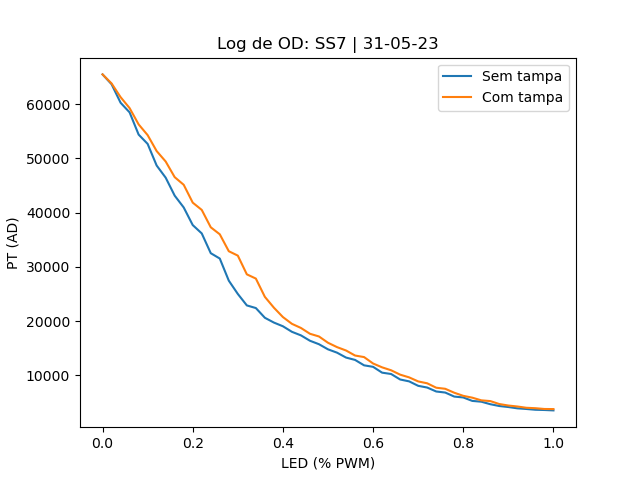 Log de OD: SS7 | 31-05-23
Sem tampa
Com tampa
PT (AD)
60000
50000
40000
30000
20000
10000
0.0 0.2 0.4 0.6 0.8 1.0
LED (% PWM)